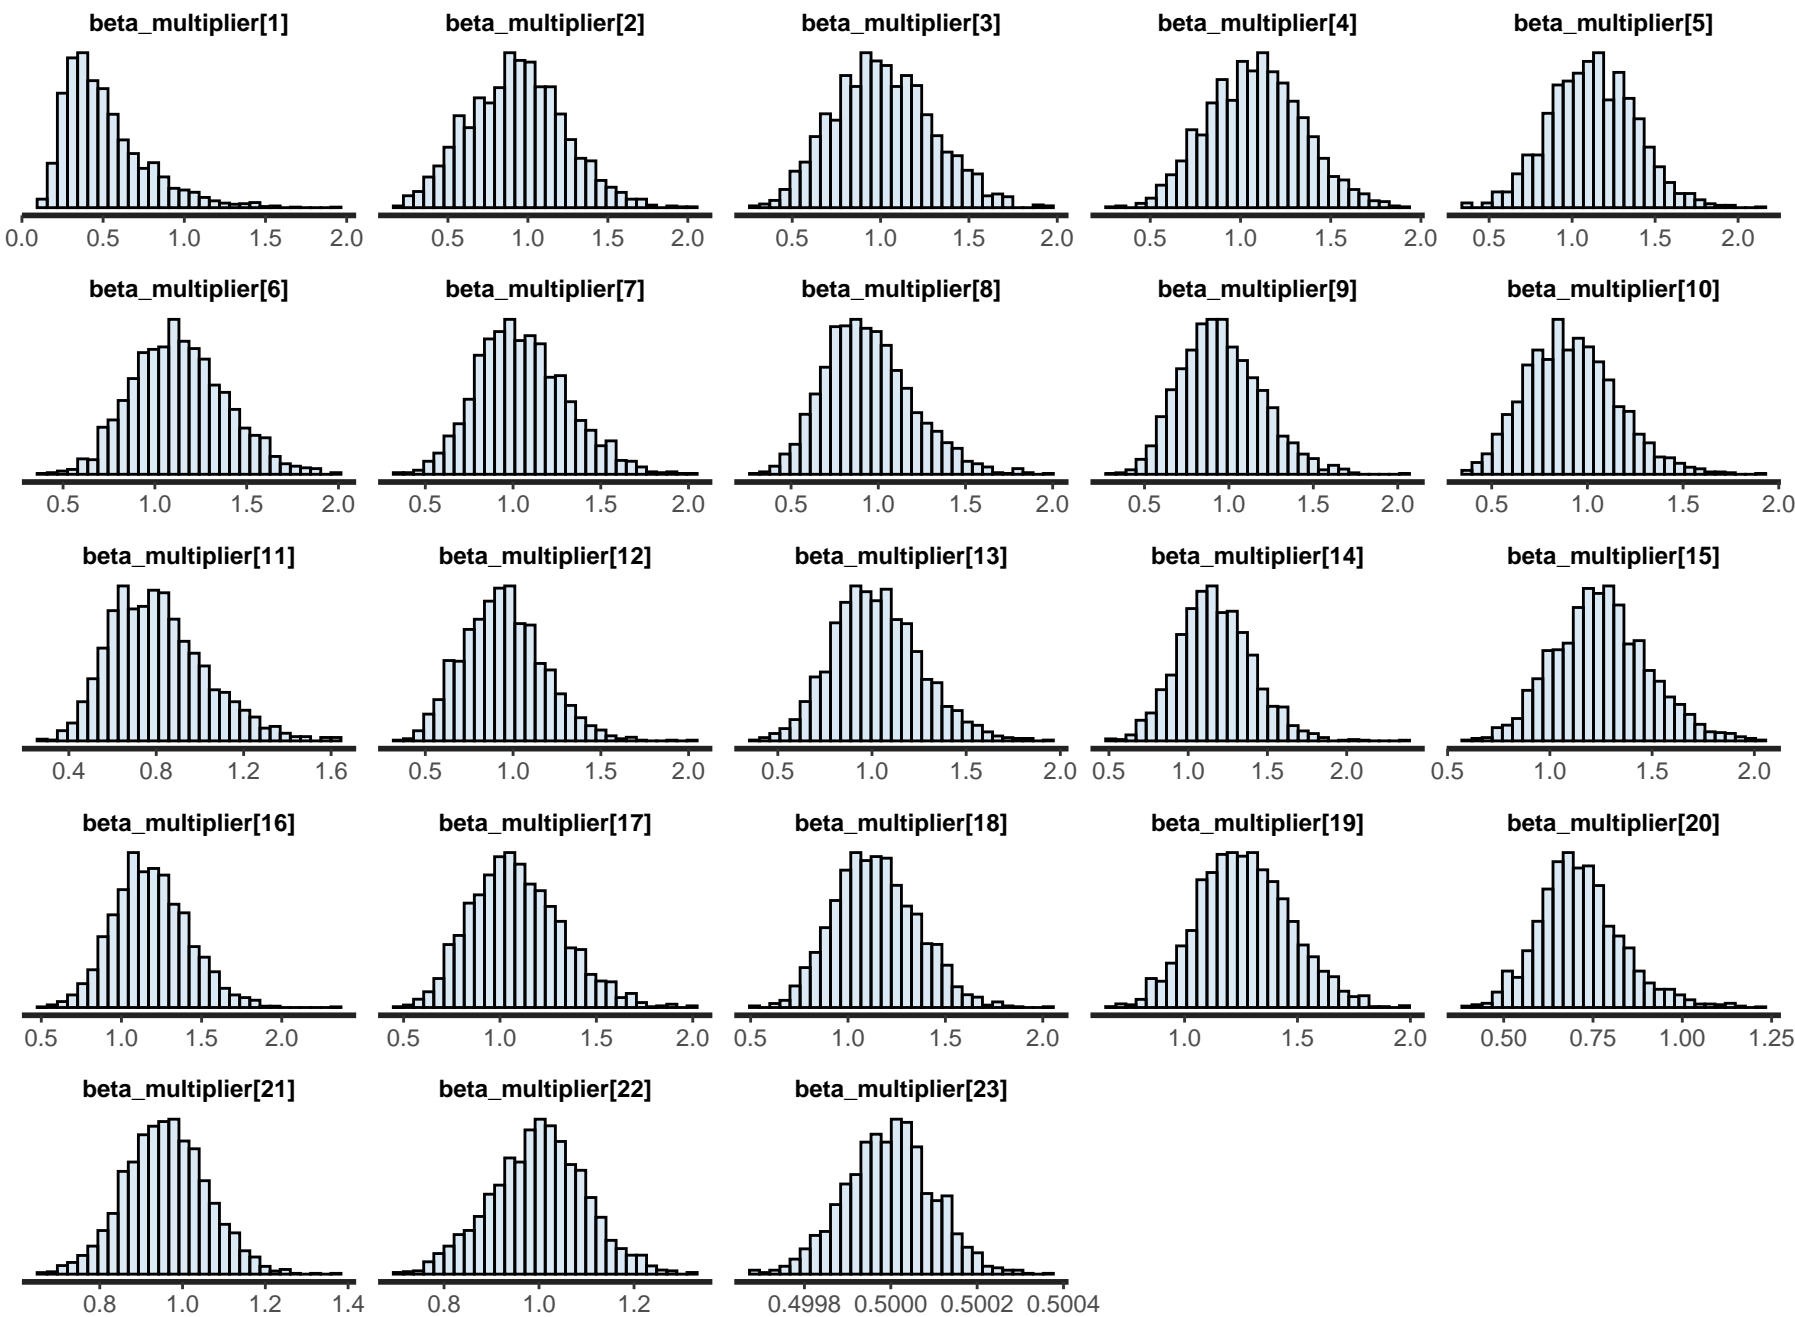 beta_multiplier[1] beta_multiplier[2] beta_multiplier[3] beta_multiplier[4] beta_multiplier[5]
0.0 0.5 1.0 1.5 2.0 0.5 1.0 1.5 2.0 0.5 1.0 1.5 2.0 0.5 1.0 1.5 2.0 0.5 1.0 1.5 2.0
beta_multiplier[6] beta_multiplier[7] beta_multiplier[8] beta_multiplier[9] beta_multiplier[10]
0.5 1.0 1.5 2.0 0.5 1.0 1.5 2.0 0.5 1.0 1.5 2.0 0.5 1.0 1.5 2.0 0.5 1.0 1.5 2.0
beta_multiplier[11] beta_multiplier[12] beta_multiplier[13] beta_multiplier[14] beta_multiplier[15]
0.4 0.8 1.2 1.6 0.5 1.0 1.5 2.0 0.5 1.0 1.5 2.0 0.5 1.0 1.5 2.0 0.5 1.0 1.5 2.0
beta_multiplier[16] beta_multiplier[17] beta_multiplier[18] beta_multiplier[19] beta_multiplier[20]
0.5 1.0 1.5 2.0 0.5 1.0 1.5 2.0 0.5 1.0 1.5 2.0 1.0 1.5 2.0 0.50 0.75 1.00 1.25
beta_multiplier[21] beta_multiplier[22] beta_multiplier[23]
0.8 1.0 1.2 1.4 0.8 1.0 1.2 0.4998 0.5000 0.5002 0.5004